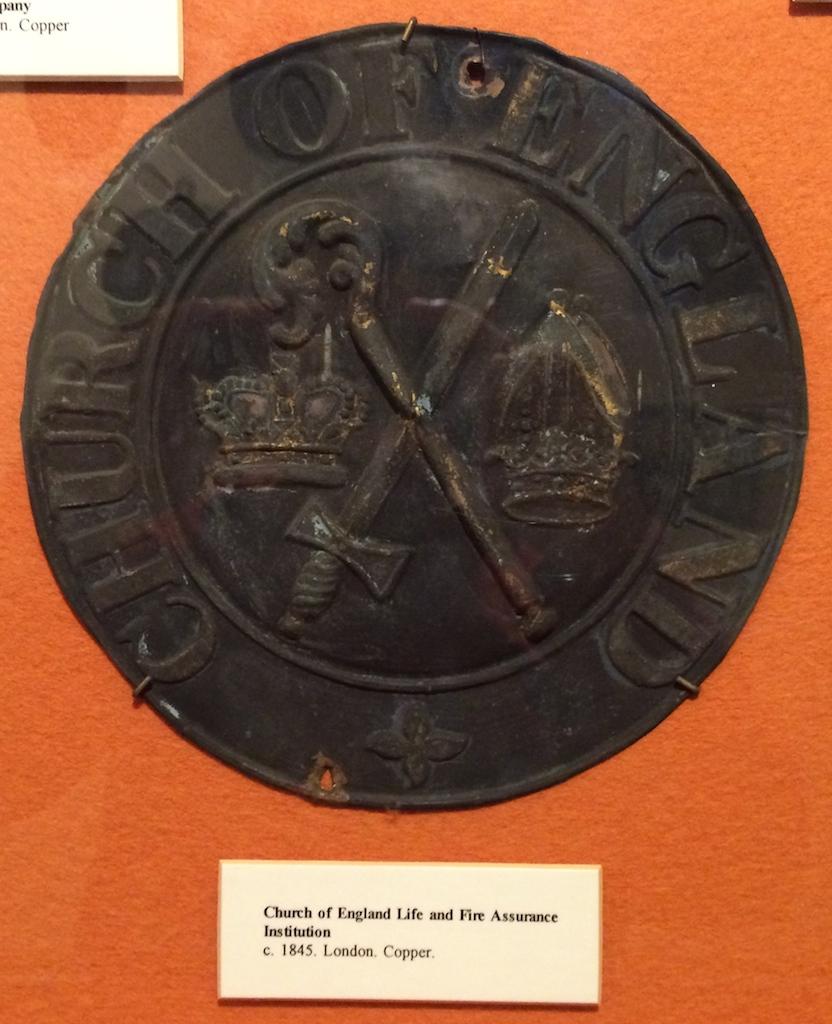 pany
n. Copper
CHURCH OF ENGLAND
Church of England Life and Fire Assurance
Institution
c. 1845. London. Copper.